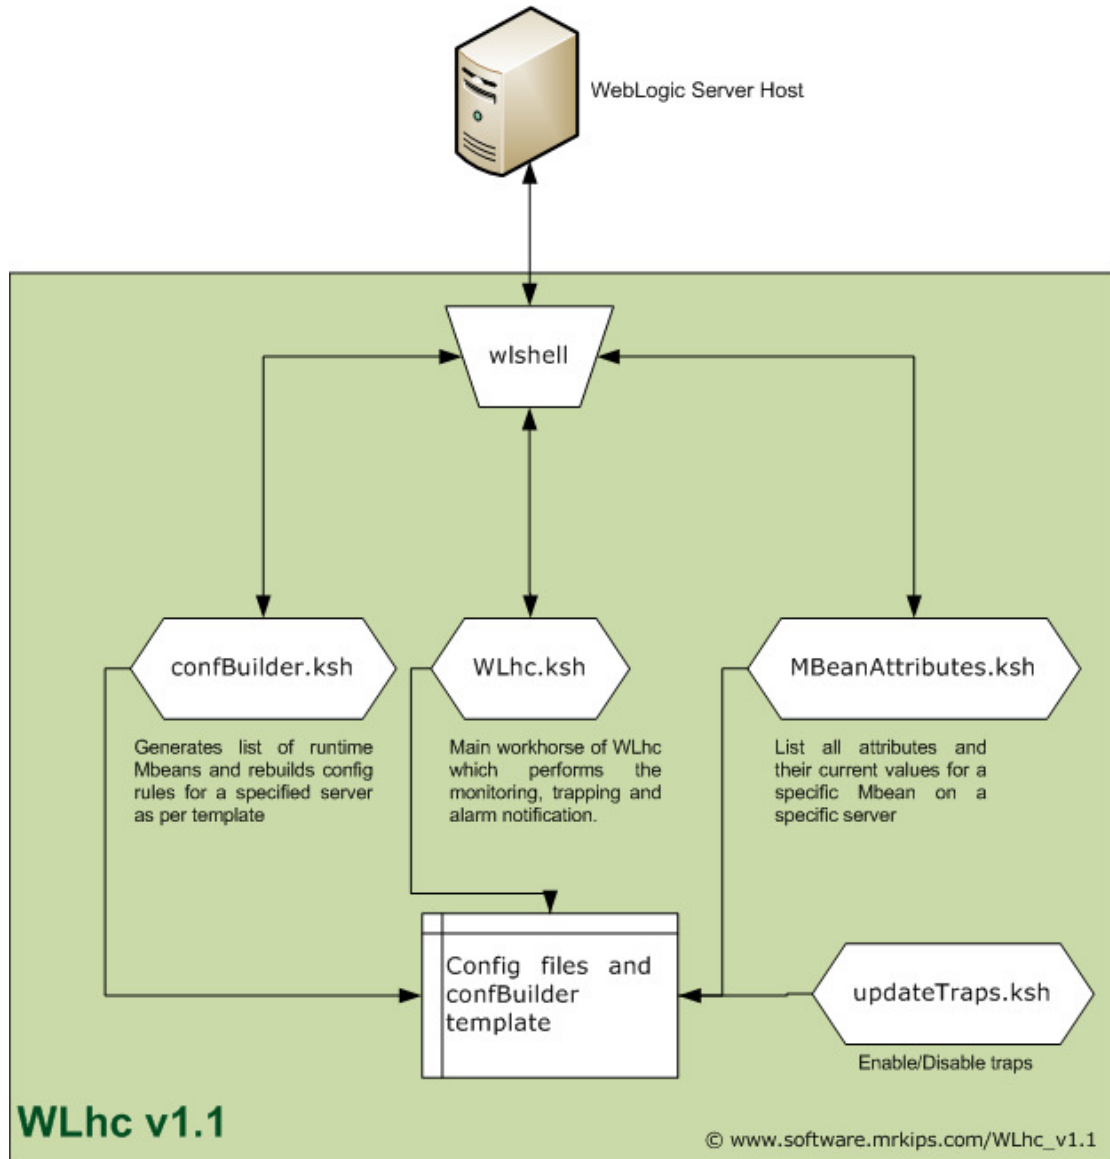 WebLogic Server Host
wlshell
confBuilder.ksh
Generates list of runtime
Mbeans and rebuilds config
rules for a specified server
as per template
WLhc.ksh
Main workhorse of WLhc
which performs the
monitoring, trapping and
alarm notification.
MBeanAttributes.ksh
List all attributes and
their current values for a
specific Mbean on a
specific server
Config files and
confBuilder
template
updateTraps.ksh
Enable/Disable traps
WLhc v1.1
© www.software.mrkips.com/WLhc_v1.1